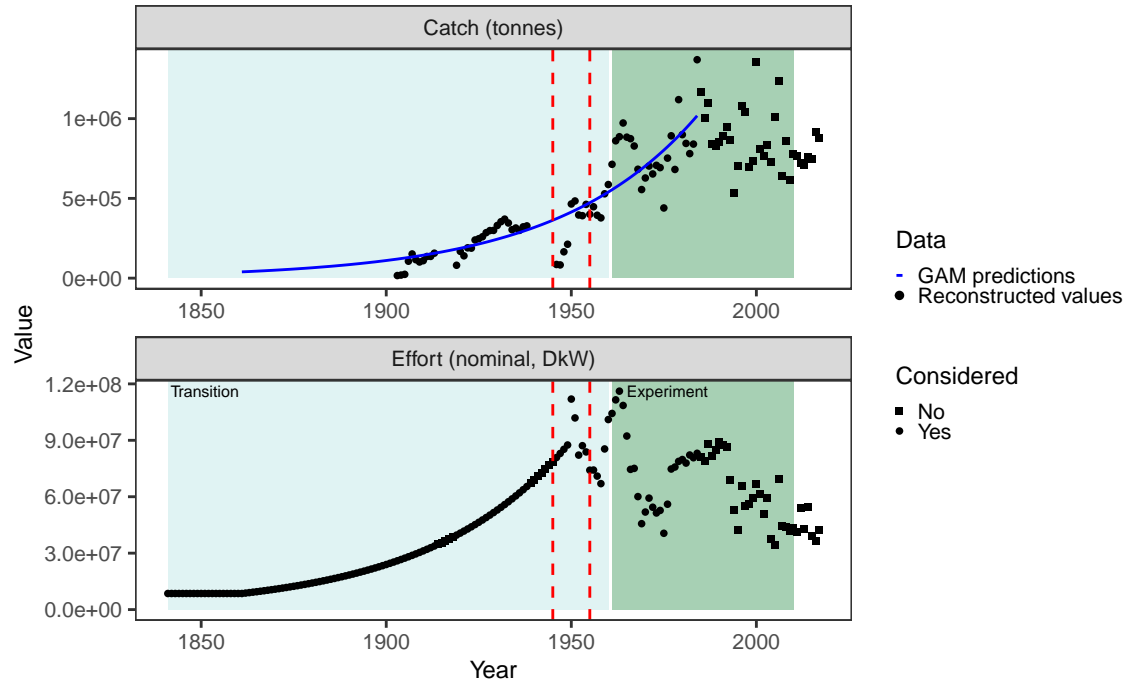 Catch (tonnes)
1e+06
5e+05
0e+00
1850 1900 1950 2000
Value
Effort (nominal, DkW)
Transition Experiment
1.2e+08
9.0e+07
6.0e+07
3.0e+07
0.0e+00
1850 1900 1950 2000
Year
Data
GAM predictions
Reconstructed values
Considered
No
Yes